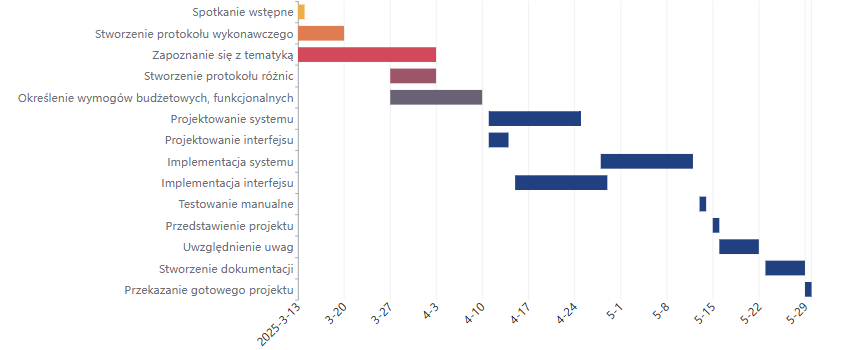 Spotkanie wstępne
Stworzenie protokołu wykonawczego
Zapoznanie się z tematyką
Stworzenie protokołu różnic
Określenie wymogów budżetowych, funkcjonalnych
Projektowanie systemu
Projektowanie interfejsu
Implementacja systemu
Implementacja interfejsu
Testowanie manualne
Przedstawienie projektu
Uwzględnienie uwag
Stworzenie dokumentacji
Przekazanie gotowego projektu
2025-3-13 3-20 3-27 4-3 4-10 4-17 4-24 5-1 5-8 5-15 5-22 5-29